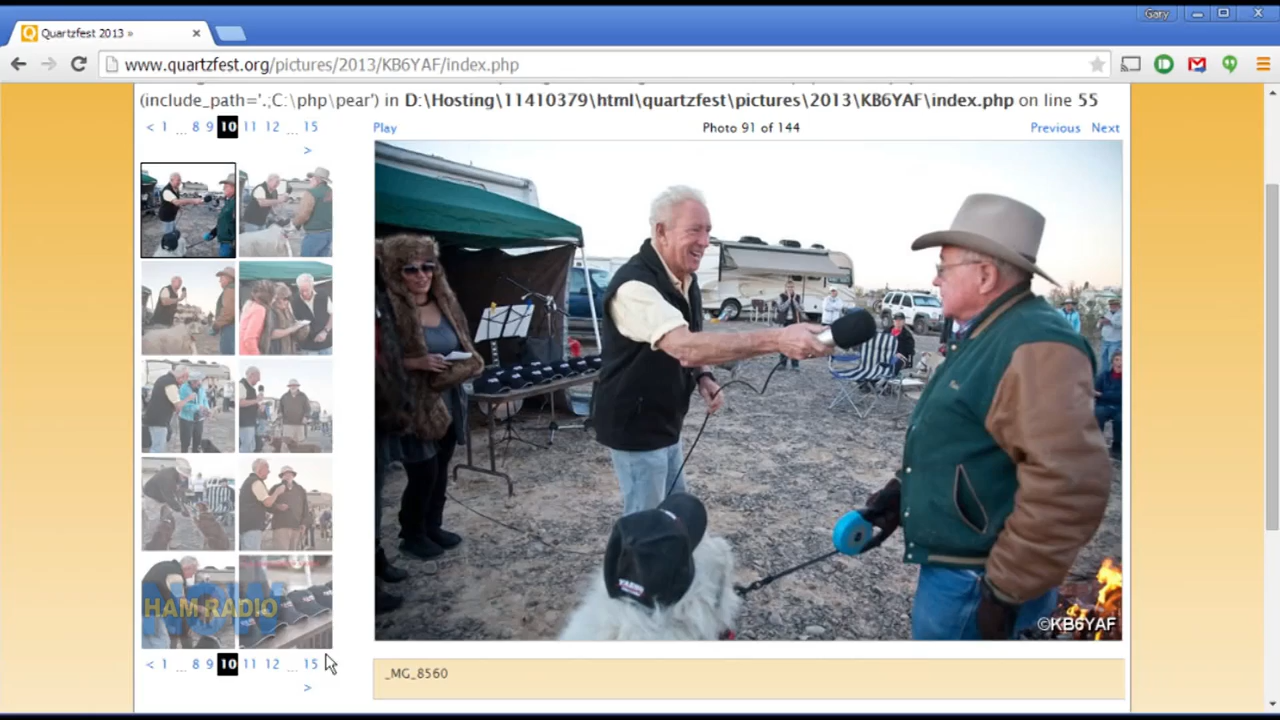 Gary
Quartzfest 2013 »
www.quartzfest.org/pictures/2013/KB6YAF/index.php
(include_path='.;C:\php\pear') in D:\Hosting\11410379\html\quartzfest\pictures\2013\KB6YAF\index.php on line 55
< 1 ... 8 9 10 11 12 ... 15
>
Play
Photo 91 of 144
Previous Next
HAM RADIO
©KB6YAF
< 1 ... 8 9 10 11 12 ... 15
>
_MG_8560